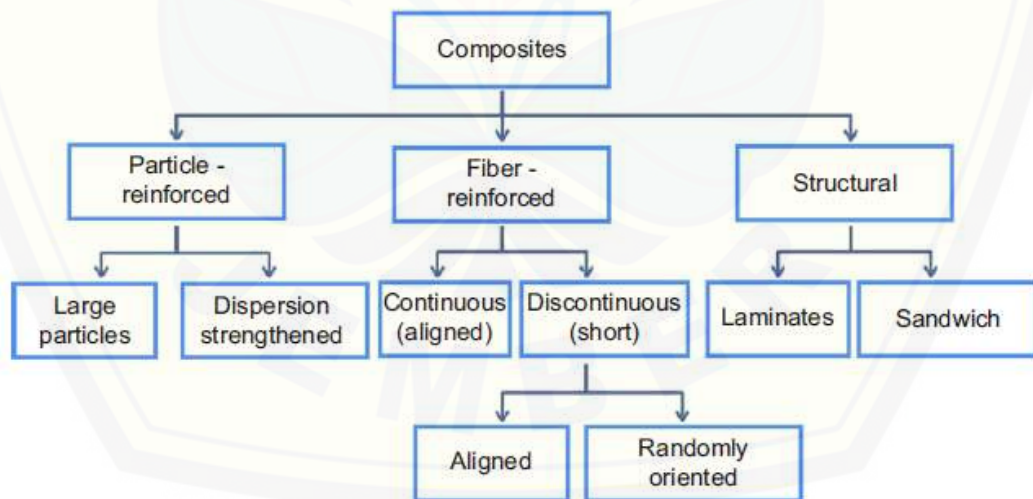 Composites
Particle -
reinforced
Fiber -
reinforced
Structural
Large
particles
Dispersion
strengthened
Continuous
(aligned)
Discontinuous
(short)
Laminates
Sandwich
Aligned
Randomly
oriented